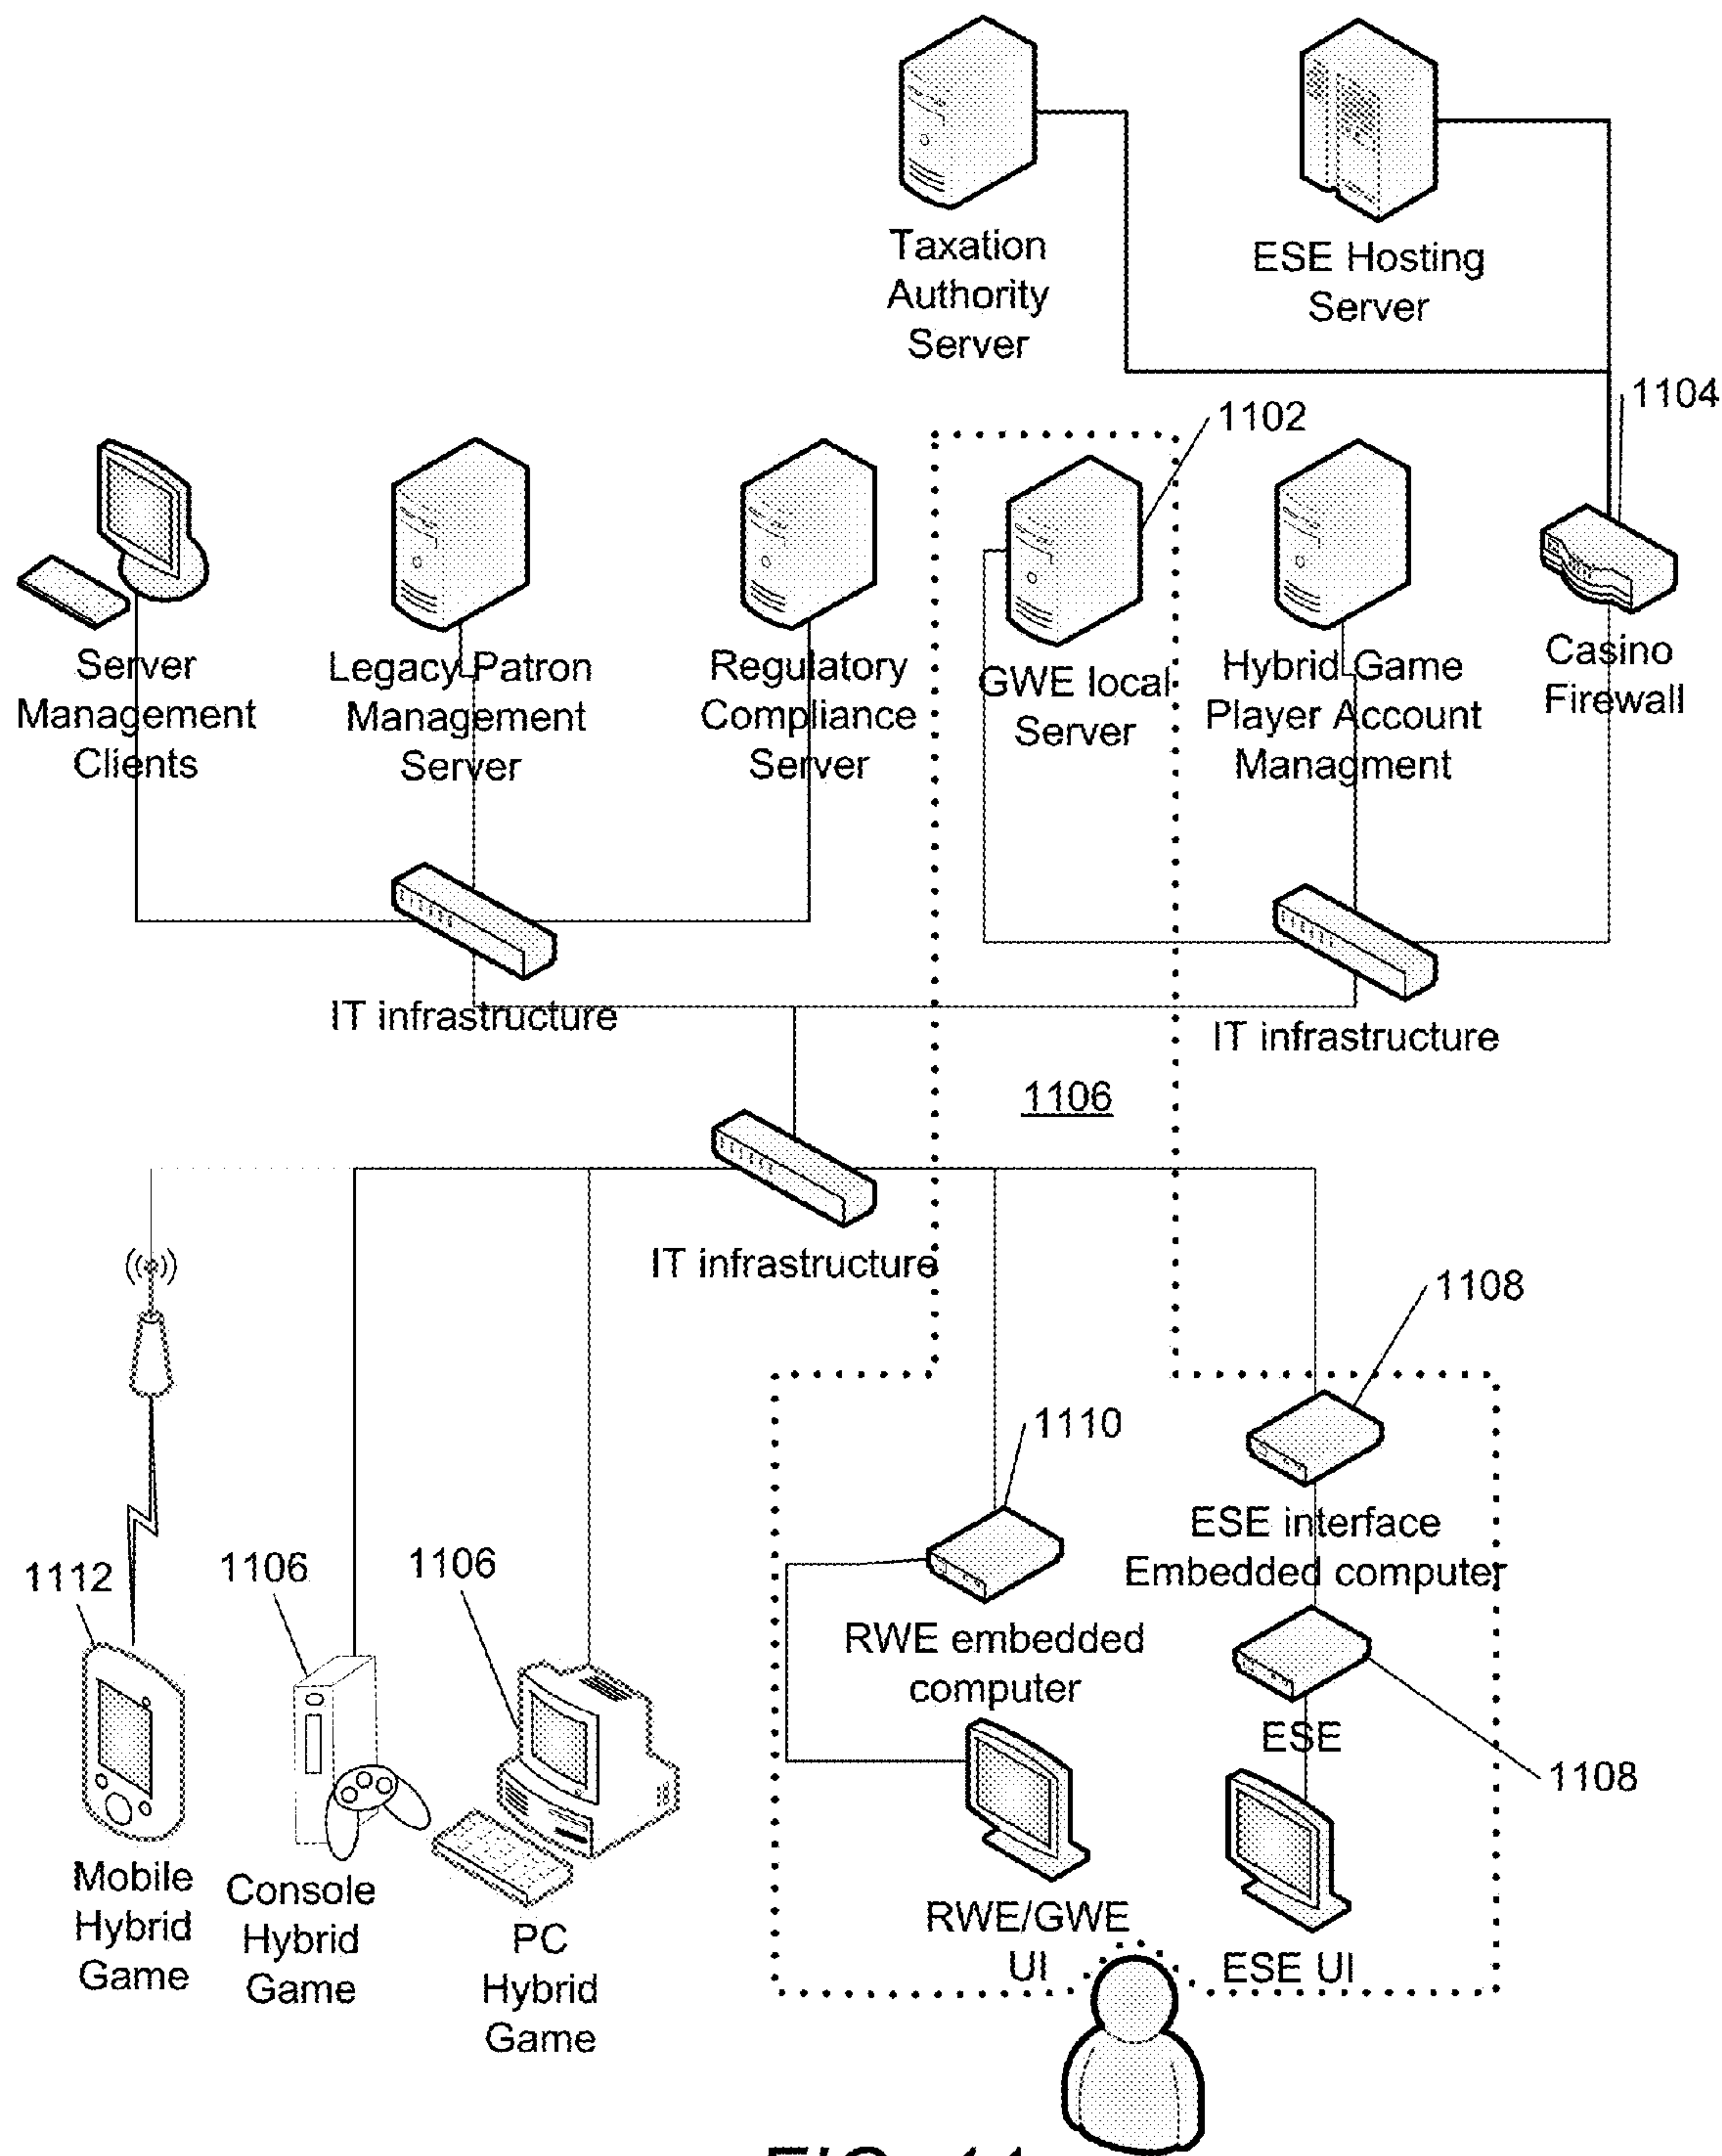 Taxation
Authority
Server
ESE Hosting
Server
1104
1102
Server
Management
Clients
Legacy Patron
Management
Server
Regulatory
Compliance
Server
GWE local
Server
Hybrid Game
Player Account
Managment
Casino
Firewall
IT infrastructure
IT infrastructure
1106
IT infrastructure
1108
1110
ESE interface
Embedded computer
1112
1106
1106
RWE embedded
computer
ESE
1108
Mobile
Hybrid
Game
Console
Hybrid
Game
PC
Hybrid
Game
RWE/GWE
UI
ESE UI
FIG. 11